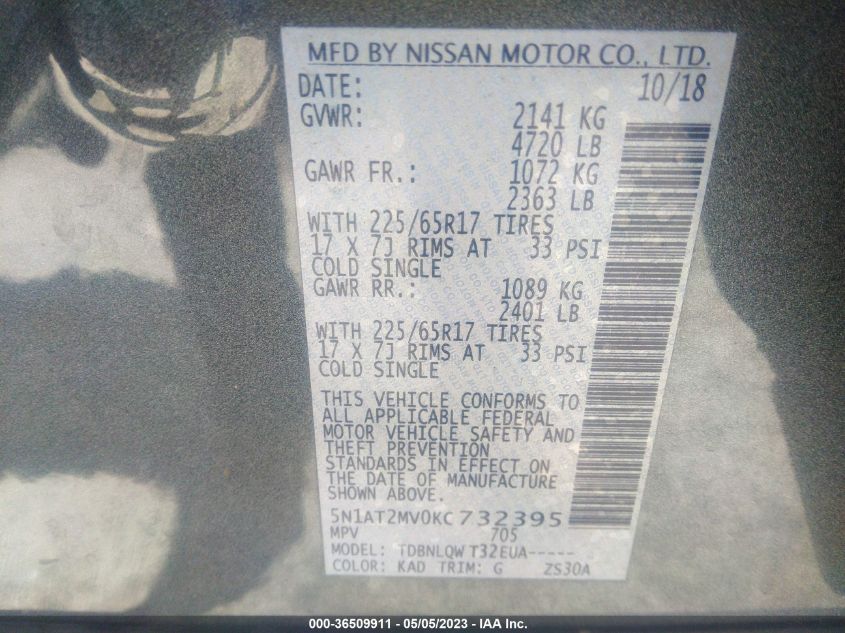 MFD BY NISSAN MOTOR CO., LTD.
DATE: 10/18
GVWR: 2141 KG
4720 LB
GAWR FR.: 1072 KG
2363 LB
WITH 225/65R17 TIRES
17 X 7J RIMS AT 33 PSI
COLD SINGLE
GAWR RR.: 1089 KG
2401 LB
WITH 225/65R17 TIRES
17 X 7J RIMS AT 33 PSI
COLD SINGLE
THIS VEHICLE CONFORMS TO
ALL APPLICABLE FEDERAL
MOTOR VEHICLE SAFETY AND
THEFT PREVENTION
STANDARDS IN EFFECT ON
THE DATE OF MANUFACTURE
SHOWN ABOVE.
5N1AT2MV0KC732395
MPV 705
MODEL: TDBNLQW T32EUA-----
COLOR: KAD TRIM: G ZS30A
000-36509911 - 05/05/2023 - IAA Inc.